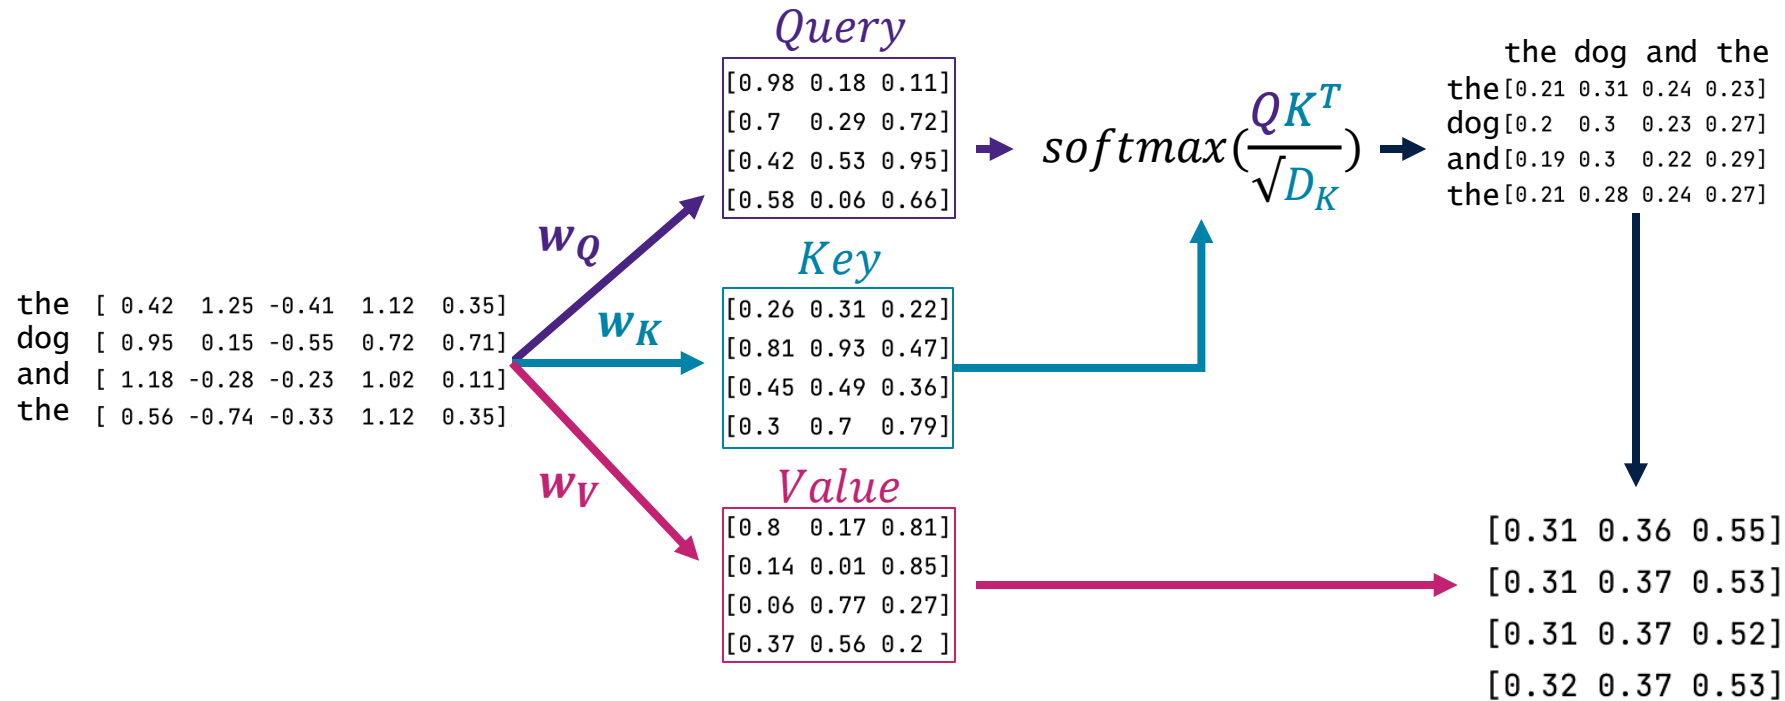 the [ 0.42 1.25 -0.41 1.12 0.35]
dog [ 0.95 0.15 -0.55 0.72 0.71]
and [ 1.18 -0.28 -0.23 1.02 0.11]
the [ 0.56 -0.74 -0.33 1.12 0.35]
w_Q
w_K
w_V
Query
[0.98 0.18 0.11]
[0.7 0.29 0.72]
[0.42 0.53 0.95]
[0.58 0.06 0.66]
Key
[0.26 0.31 0.22]
[0.81 0.93 0.47]
[0.45 0.49 0.36]
[0.3 0.7 0.79]
Value
[0.8 0.17 0.81]
[0.14 0.01 0.85]
[0.06 0.77 0.27]
[0.37 0.56 0.2 ]
softmax(QK^T/√D_K)
the dog and the
the[0.21 0.31 0.24 0.23]
dog[0.2 0.3 0.23 0.27]
and[0.19 0.3 0.22 0.29]
the[0.21 0.28 0.24 0.27]
[0.31 0.36 0.55]
[0.31 0.37 0.53]
[0.31 0.37 0.52]
[0.32 0.37 0.53]